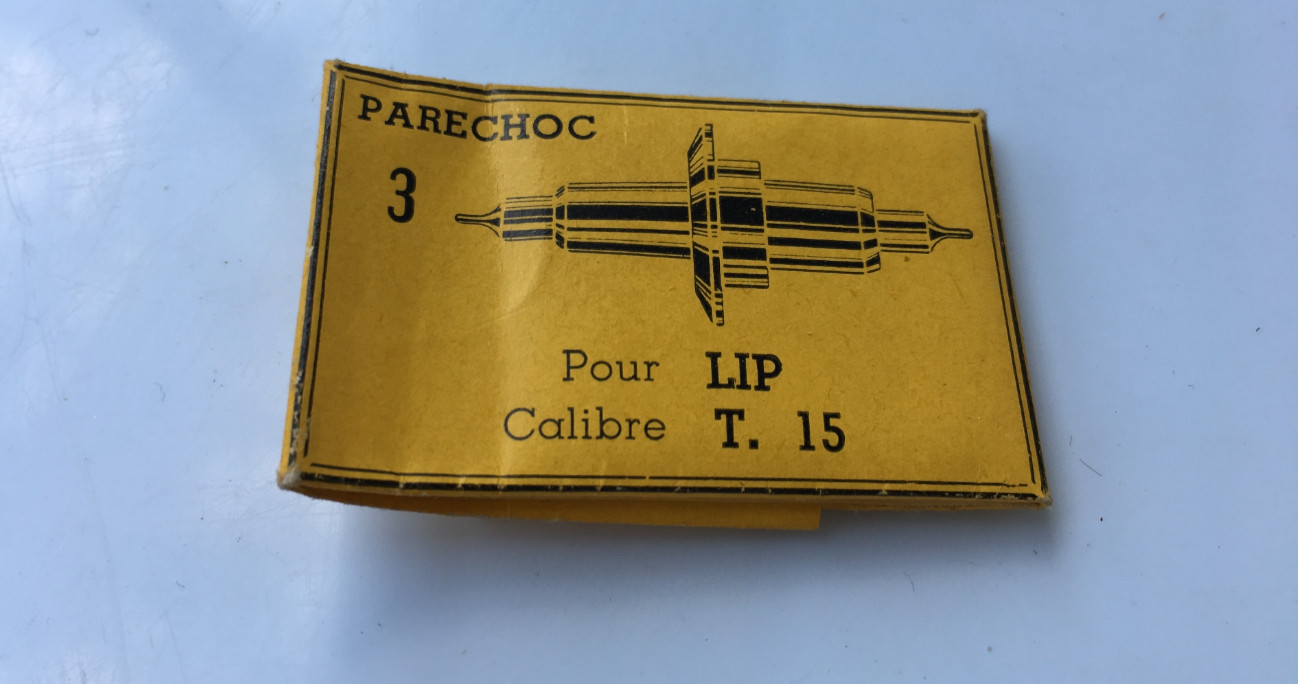 PARECHOC
3
Pour LIP
Calibre T. 15